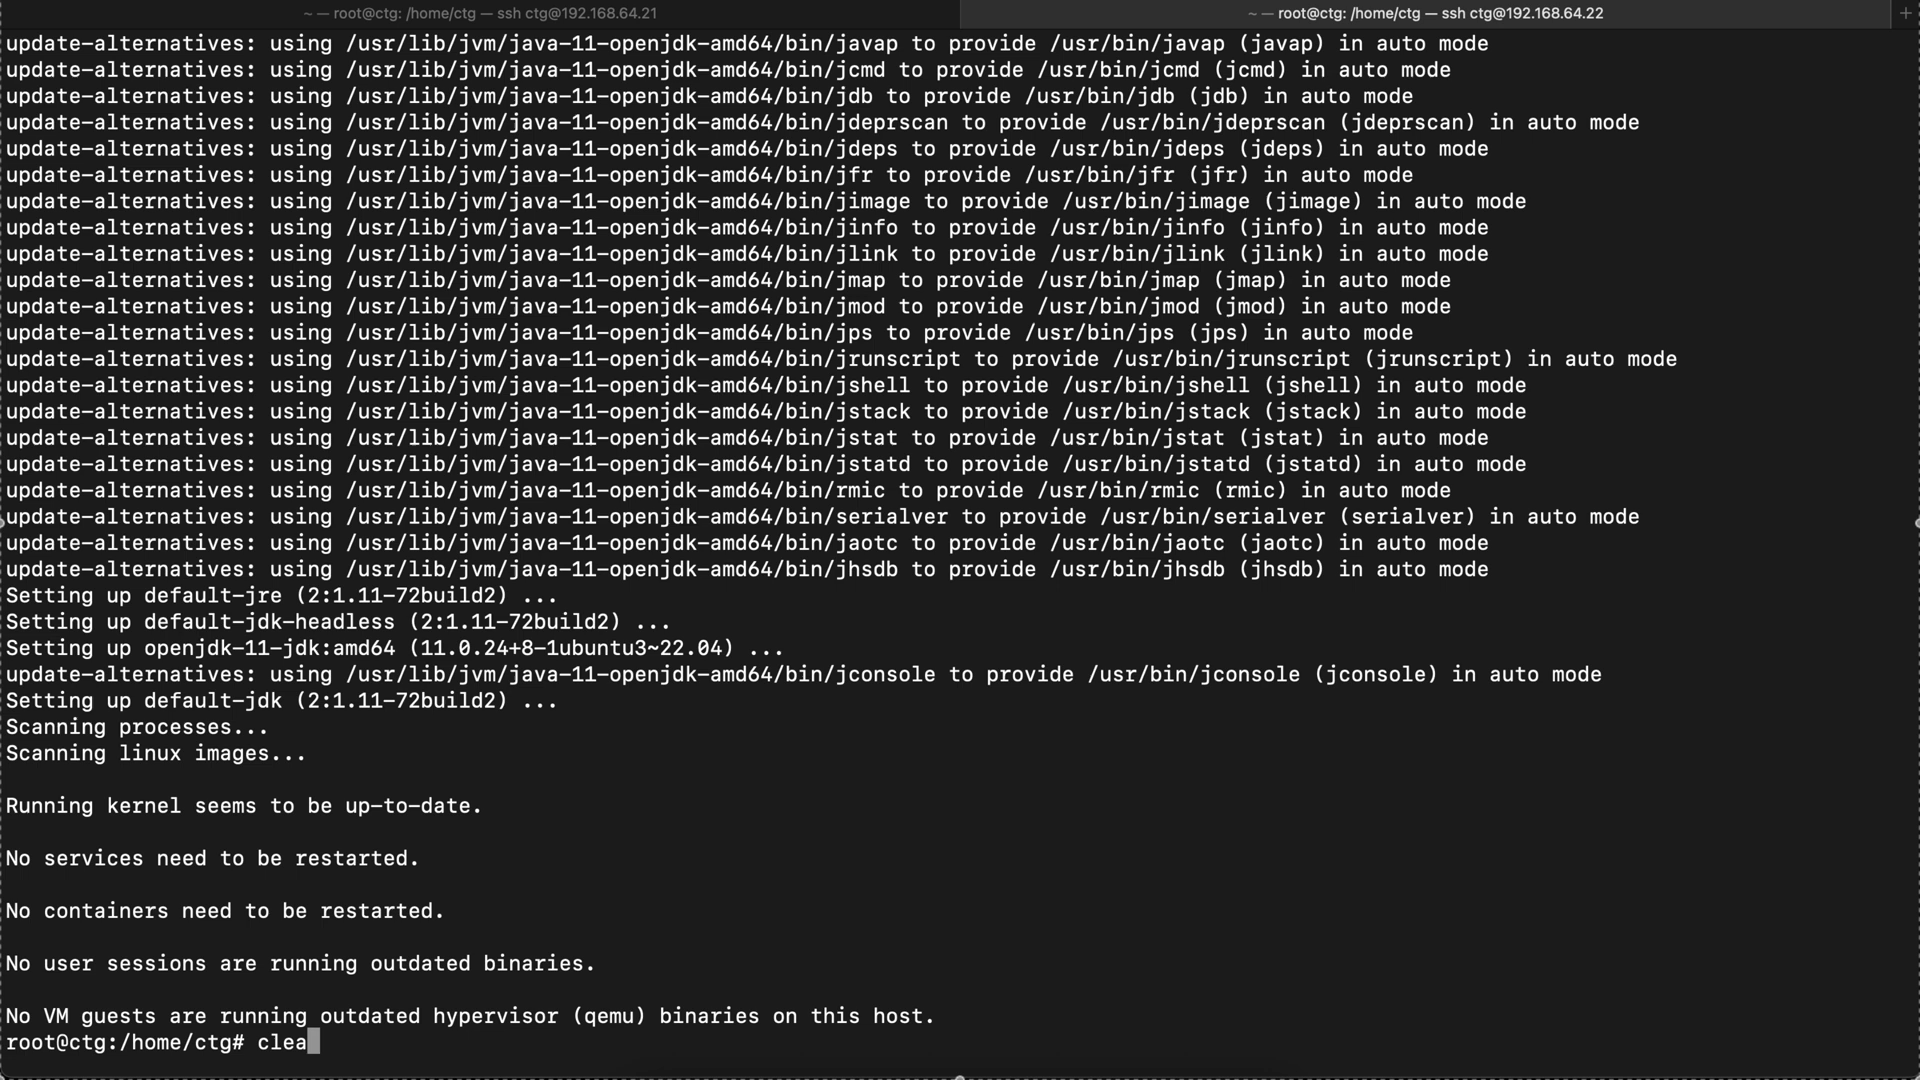 ~ — root@ctg: /home/ctg — ssh ctg@192.168.64.21
~ — root@ctg: /home/ctg — ssh ctg@192.168.64.22
+
update-alternatives: using /usr/lib/jvm/java-11-openjdk-amd64/bin/javap to provide /usr/bin/javap (javap) in auto mode
update-alternatives: using /usr/lib/jvm/java-11-openjdk-amd64/bin/jcmd to provide /usr/bin/jcmd (jcmd) in auto mode
update-alternatives: using /usr/lib/jvm/java-11-openjdk-amd64/bin/jdb to provide /usr/bin/jdb (jdb) in auto mode
update-alternatives: using /usr/lib/jvm/java-11-openjdk-amd64/bin/jdeprscan to provide /usr/bin/jdeprscan (jdeprscan) in auto mode
update-alternatives: using /usr/lib/jvm/java-11-openjdk-amd64/bin/jdeps to provide /usr/bin/jdeps (jdeps) in auto mode
update-alternatives: using /usr/lib/jvm/java-11-openjdk-amd64/bin/jfr to provide /usr/bin/jfr (jfr) in auto mode
update-alternatives: using /usr/lib/jvm/java-11-openjdk-amd64/bin/jimage to provide /usr/bin/jimage (jimage) in auto mode
update-alternatives: using /usr/lib/jvm/java-11-openjdk-amd64/bin/jinfo to provide /usr/bin/jinfo (jinfo) in auto mode
update-alternatives: using /usr/lib/jvm/java-11-openjdk-amd64/bin/jlink to provide /usr/bin/jlink (jlink) in auto mode
update-alternatives: using /usr/lib/jvm/java-11-openjdk-amd64/bin/jmap to provide /usr/bin/jmap (jmap) in auto mode
update-alternatives: using /usr/lib/jvm/java-11-openjdk-amd64/bin/jmod to provide /usr/bin/jmod (jmod) in auto mode
update-alternatives: using /usr/lib/jvm/java-11-openjdk-amd64/bin/jps to provide /usr/bin/jps (jps) in auto mode
update-alternatives: using /usr/lib/jvm/java-11-openjdk-amd64/bin/jrunscript to provide /usr/bin/jrunscript (jrunscript) in auto mode
update-alternatives: using /usr/lib/jvm/java-11-openjdk-amd64/bin/jshell to provide /usr/bin/jshell (jshell) in auto mode
update-alternatives: using /usr/lib/jvm/java-11-openjdk-amd64/bin/jstack to provide /usr/bin/jstack (jstack) in auto mode
update-alternatives: using /usr/lib/jvm/java-11-openjdk-amd64/bin/jstat to provide /usr/bin/jstat (jstat) in auto mode
update-alternatives: using /usr/lib/jvm/java-11-openjdk-amd64/bin/jstatd to provide /usr/bin/jstatd (jstatd) in auto mode
update-alternatives: using /usr/lib/jvm/java-11-openjdk-amd64/bin/rmic to provide /usr/bin/rmic (rmic) in auto mode
update-alternatives: using /usr/lib/jvm/java-11-openjdk-amd64/bin/serialver to provide /usr/bin/serialver (serialver) in auto mode
update-alternatives: using /usr/lib/jvm/java-11-openjdk-amd64/bin/jaotc to provide /usr/bin/jaotc (jaotc) in auto mode
update-alternatives: using /usr/lib/jvm/java-11-openjdk-amd64/bin/jhsdb to provide /usr/bin/jhsdb (jhsdb) in auto mode
Setting up default-jre (2:1.11-72build2) ...
Setting up default-jdk-headless (2:1.11-72build2) ...
Setting up openjdk-11-jdk:amd64 (11.0.24+8-1ubuntu3~22.04) ...
update-alternatives: using /usr/lib/jvm/java-11-openjdk-amd64/bin/jconsole to provide /usr/bin/jconsole (jconsole) in auto mode
Setting up default-jdk (2:1.11-72build2) ...
Scanning processes...
Scanning linux images...
Running kernel seems to be up-to-date.
No services need to be restarted.
No containers need to be restarted.
No user sessions are running outdated binaries.
No VM guests are running outdated hypervisor (qemu) binaries on this host.
root@ctg:/home/ctg# clea